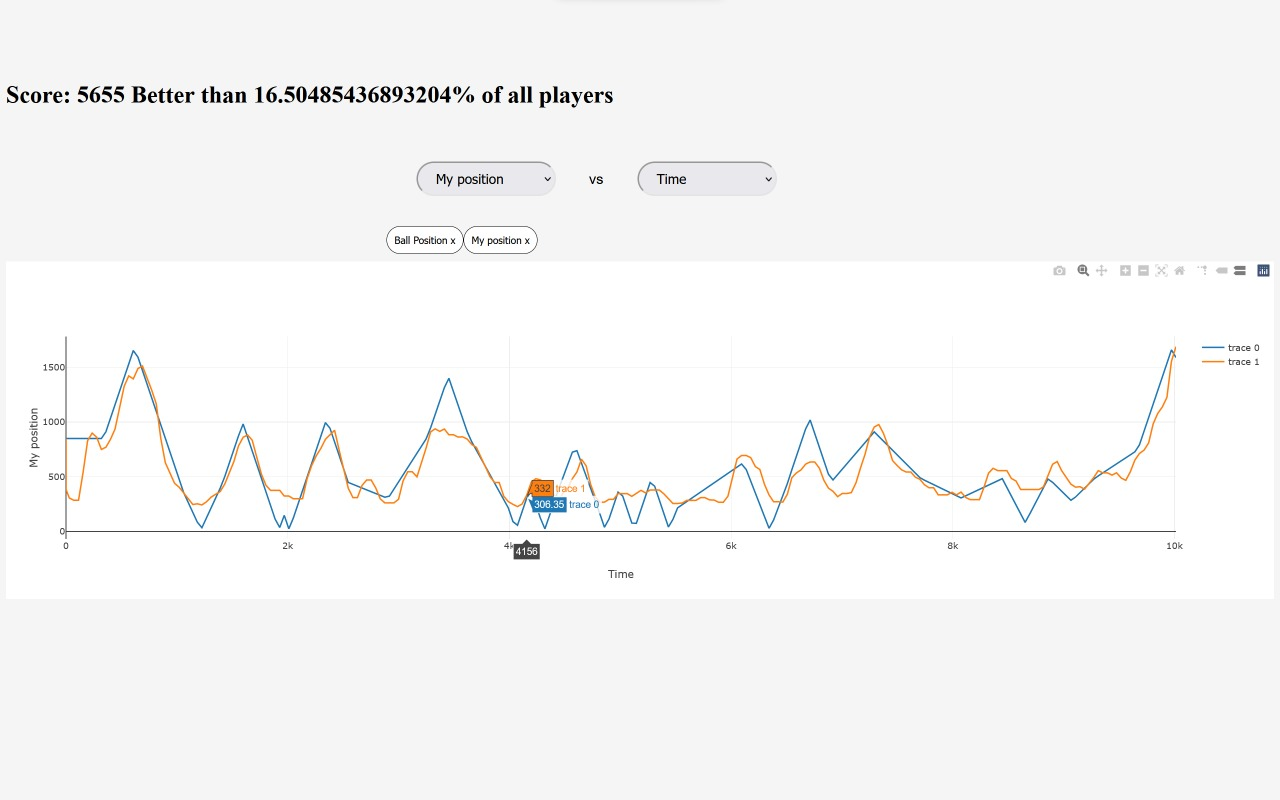 Score: 5655 Better than 16.50485436893204% of all players
My position vs Time
Ball Position x My position x
trace 0
trace 1
1500
1000
500
0
My position
332 trace 1
306.35 trace 0
0 2k 4k 6k 8k 10k
4156
Time